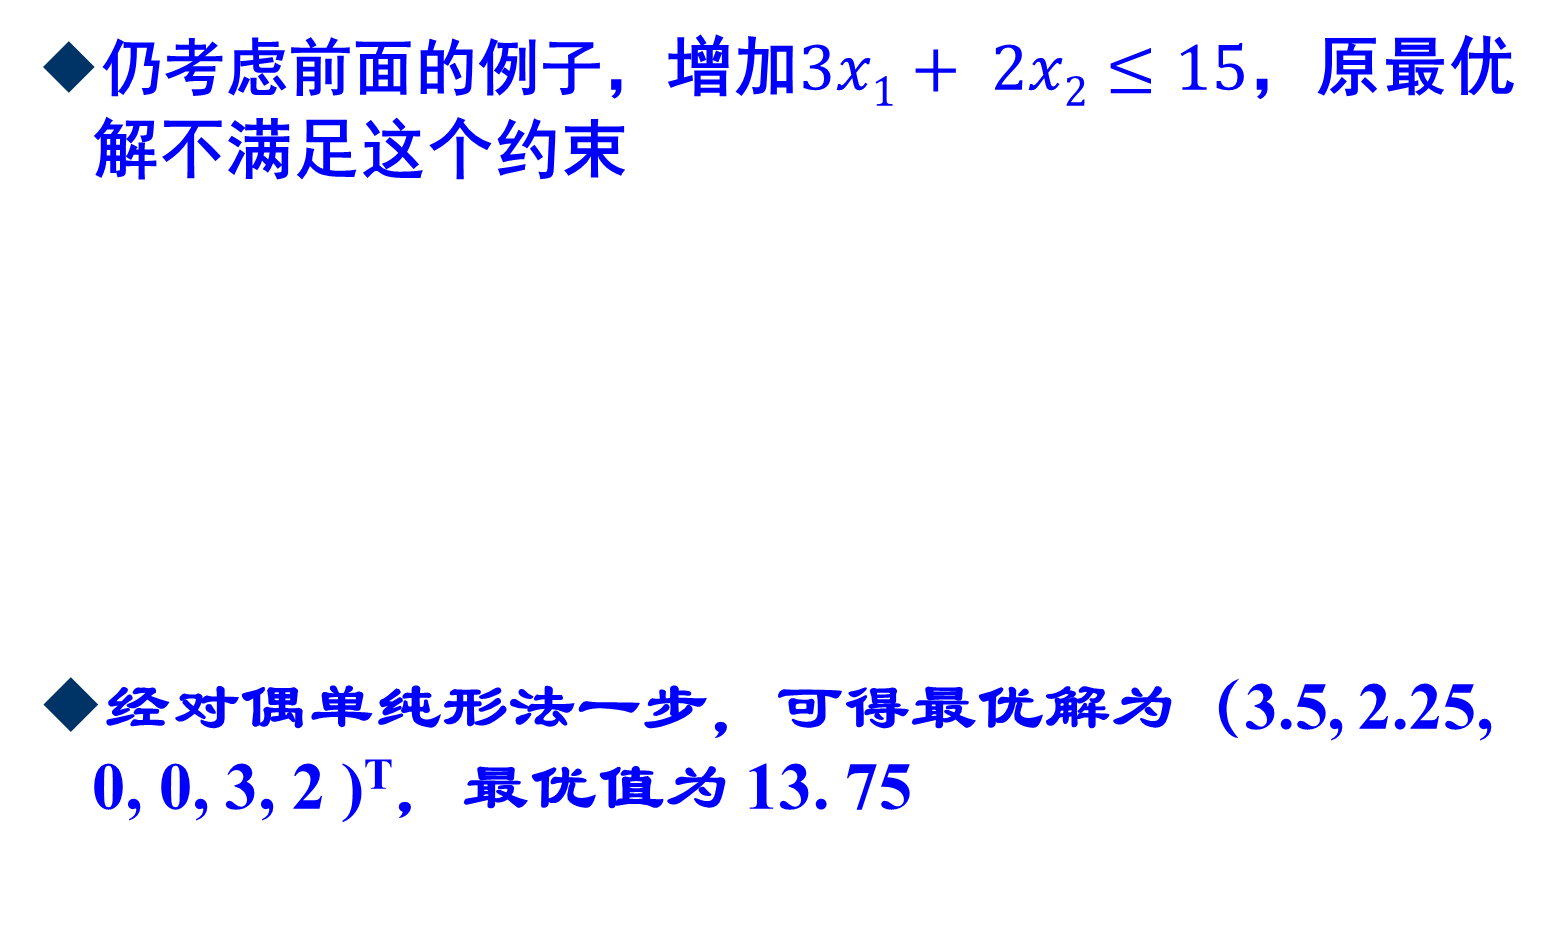 仍考虑前面的例子，增加3x₁ + 2x₂ ≤ 15，原最优
解不满足这个约束
经对偶单纯形法一步，可得最优解为（3.5, 2.25,
0, 0, 3, 2 )ᵀ，最优值为 13. 75